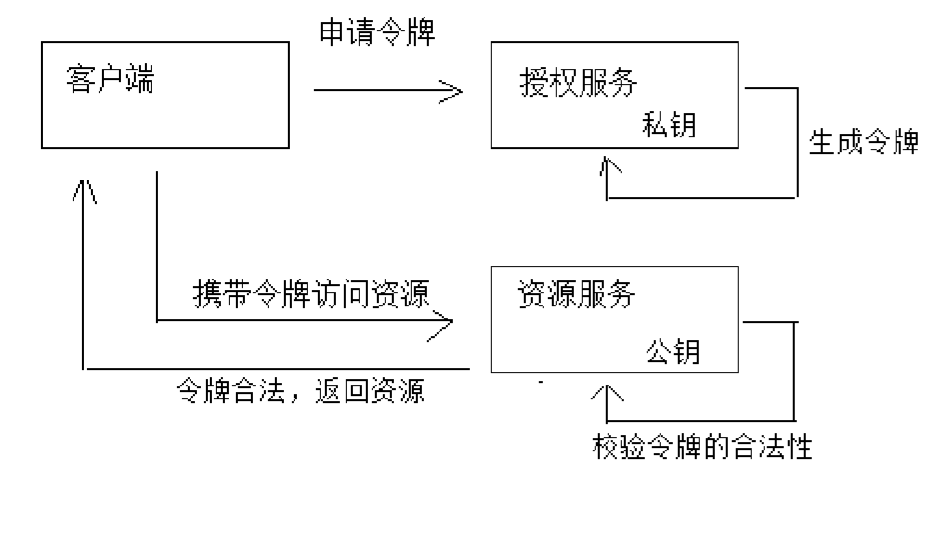 申请令牌
客户端
授权服务
私钥
生成令牌
携带令牌访问资源
资源服务
公钥
令牌合法，返回资源
校验令牌的合法性